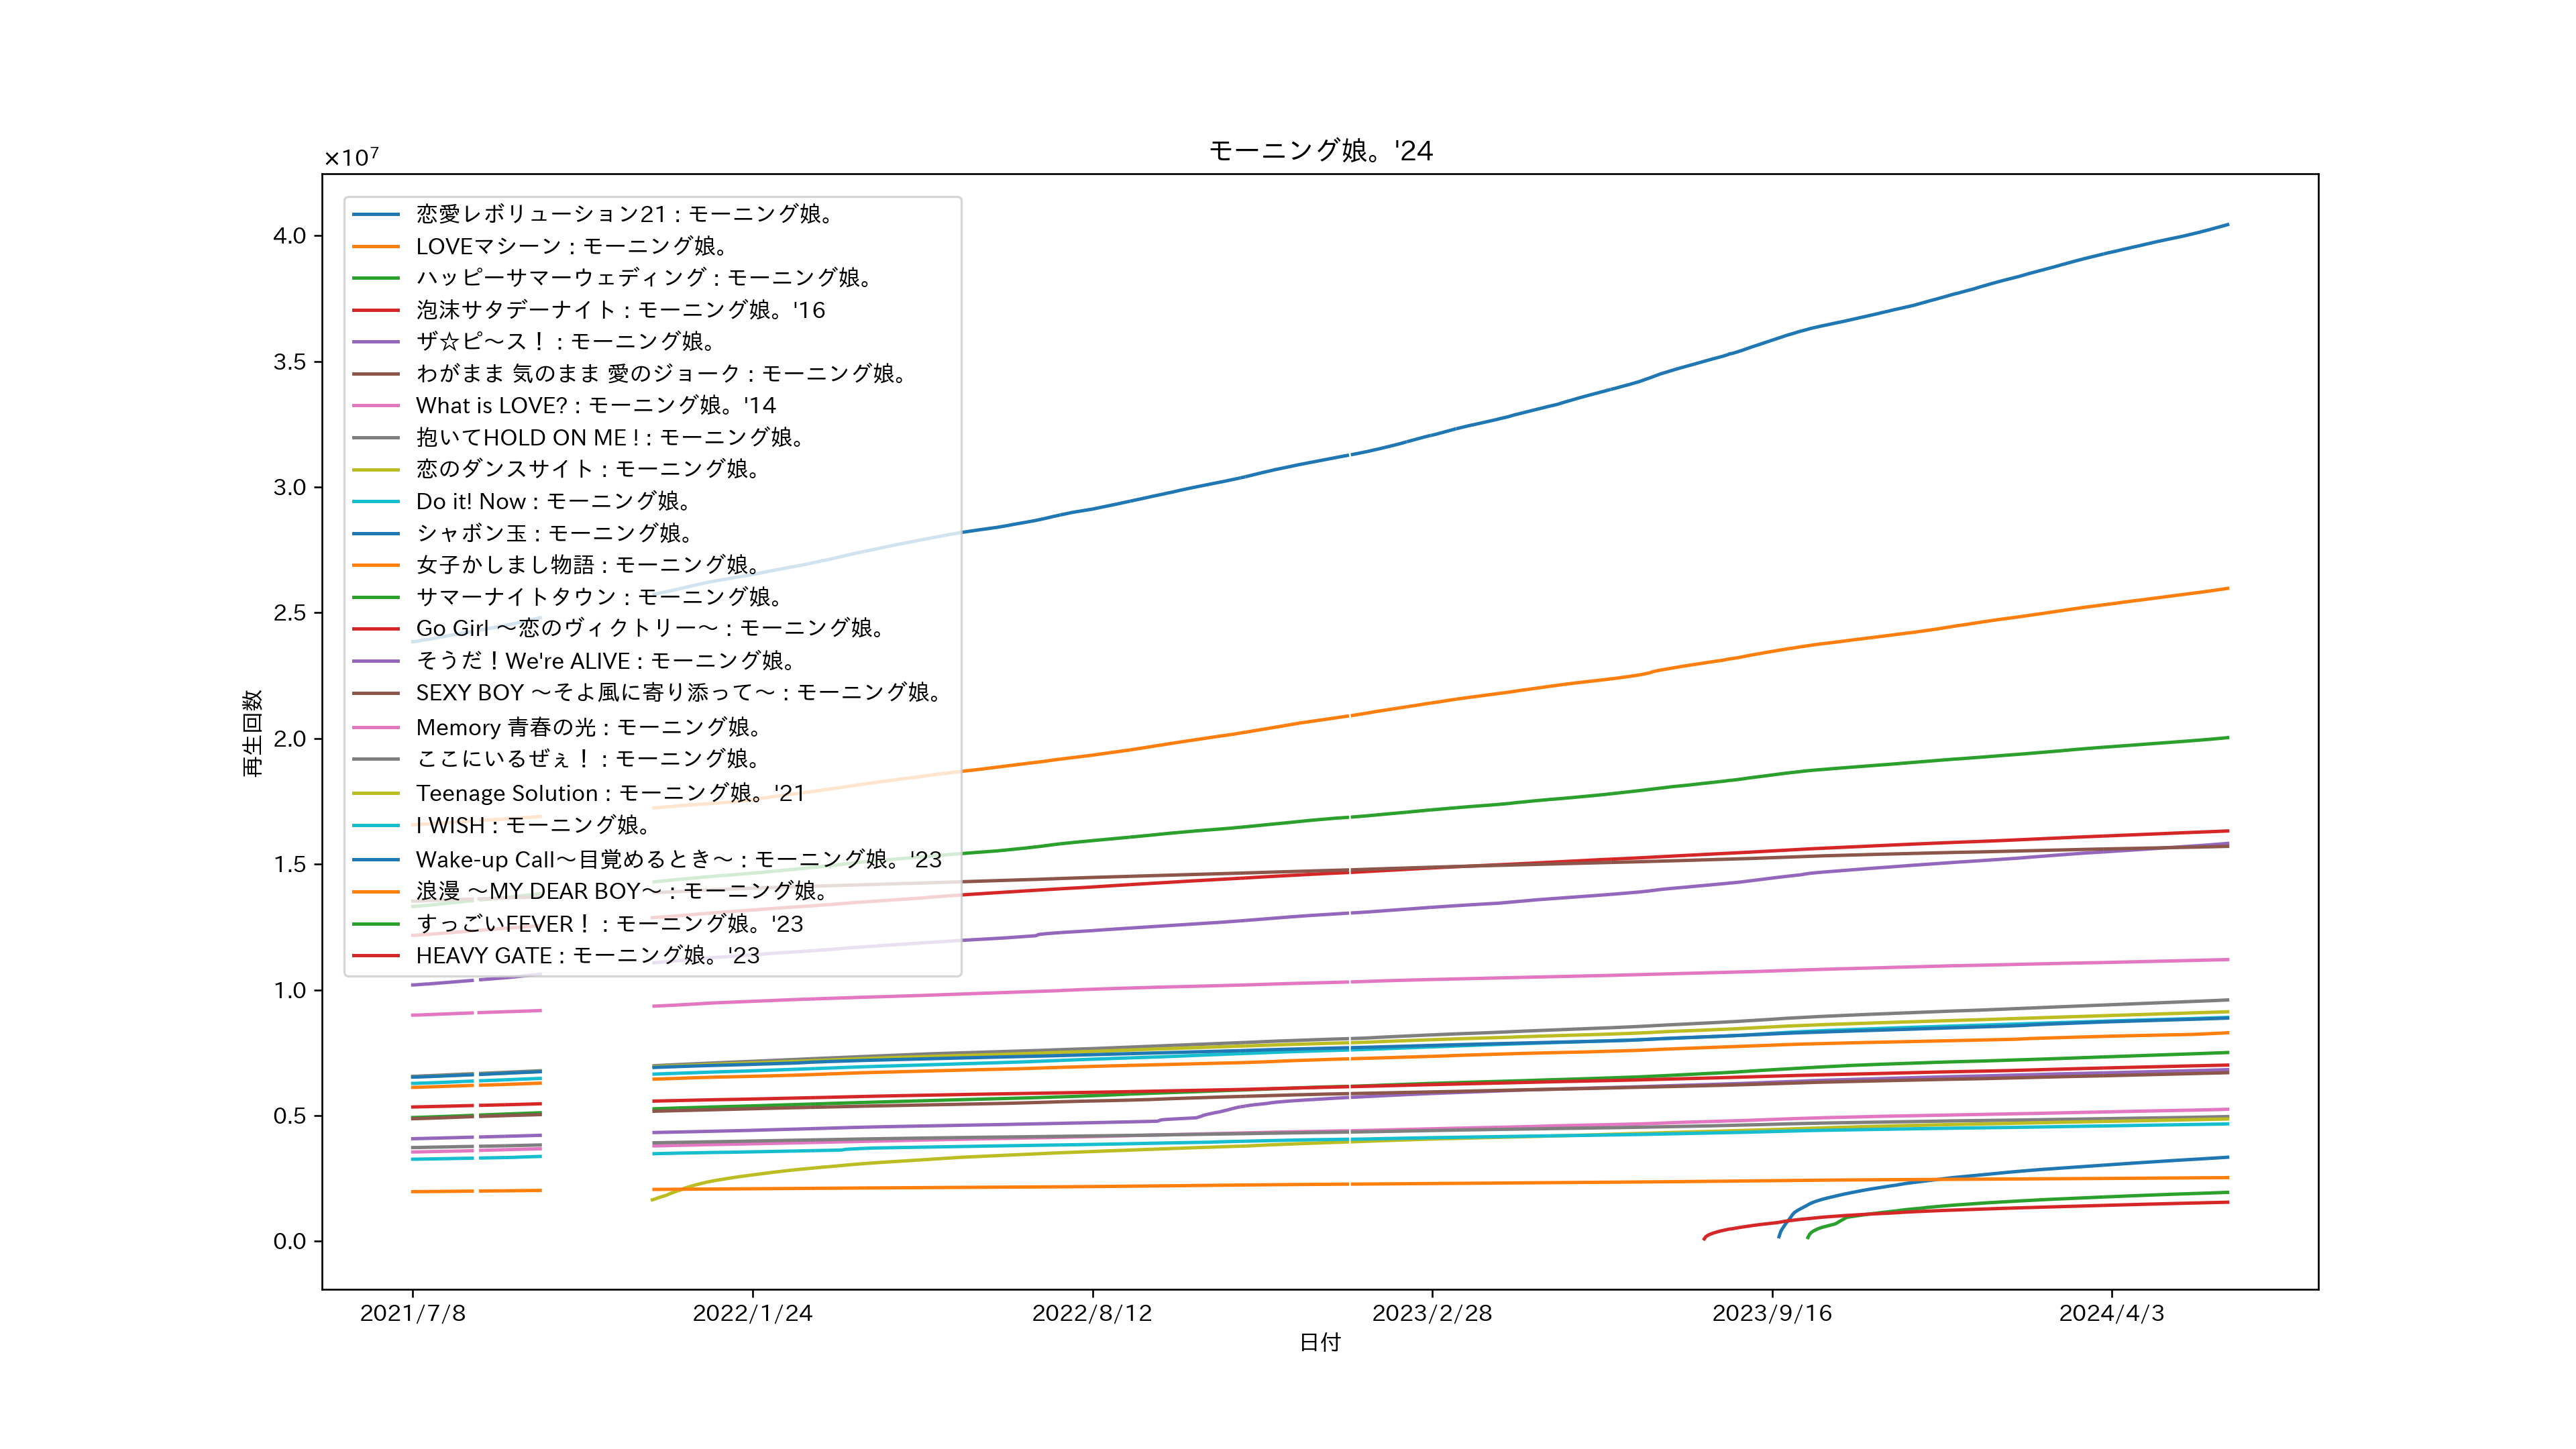 モーニング娘。'24
×10⁷
4.0
3.5
3.0
2.5
2.0
1.5
1.0
0.5
0.0
再生回数
恋愛レボリューション21 : モーニング娘。
LOVEマシーン : モーニング娘。
ハッピーサマーウェディング : モーニング娘。
泡沫サタデーナイト : モーニング娘。'16
ザ☆ピ～ス！ : モーニング娘。
わがまま 気のまま 愛のジョーク : モーニング娘。
What is LOVE? : モーニング娘。'14
抱いてHOLD ON ME ! : モーニング娘。
恋のダンスサイト : モーニング娘。
Do it! Now : モーニング娘。
シャボン玉 : モーニング娘。
女子かしまし物語 : モーニング娘。
サマーナイトタウン : モーニング娘。
Go Girl ～恋のヴィクトリー～ : モーニング娘。
そうだ！We're ALIVE : モーニング娘。
SEXY BOY ～そよ風に寄り添って～ : モーニング娘。
Memory 青春の光 : モーニング娘。
ここにいるぜぇ！ : モーニング娘。
Teenage Solution : モーニング娘。'21
I WISH : モーニング娘。
Wake-up Call～目覚めるとき～ : モーニング娘。'23
浪漫 ～MY DEAR BOY～ : モーニング娘。
すっごいFEVER！ : モーニング娘。'23
HEAVY GATE : モーニング娘。'23
2021/7/8
2022/1/24
2022/8/12
2023/2/28
2023/9/16
2024/4/3
日付